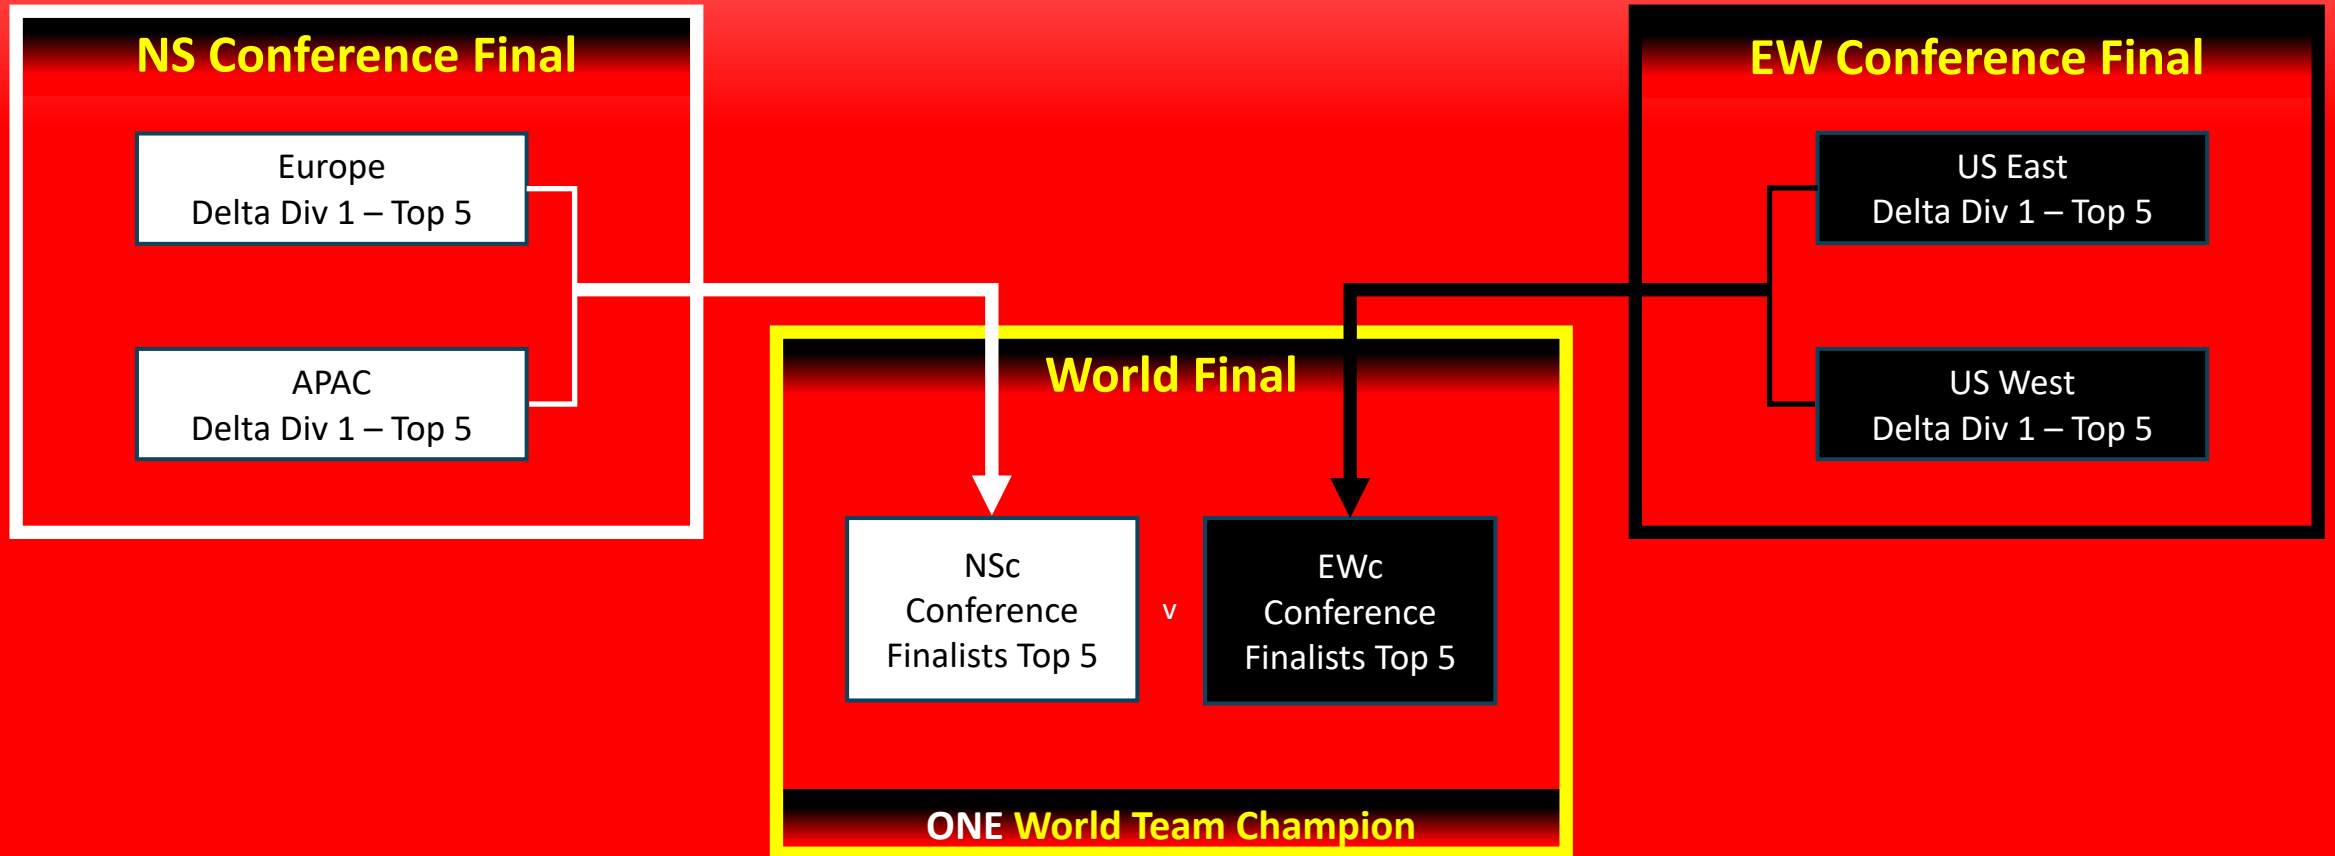 NS Conference Final
Europe
Delta Div 1 – Top 5
APAC
Delta Div 1 – Top 5
EW Conference Final
US East
Delta Div 1 – Top 5
US West
Delta Div 1 – Top 5
World Final
NSc
Conference
Finalists Top 5
v
EWc
Conference
Finalists Top 5
ONE World Team Champion